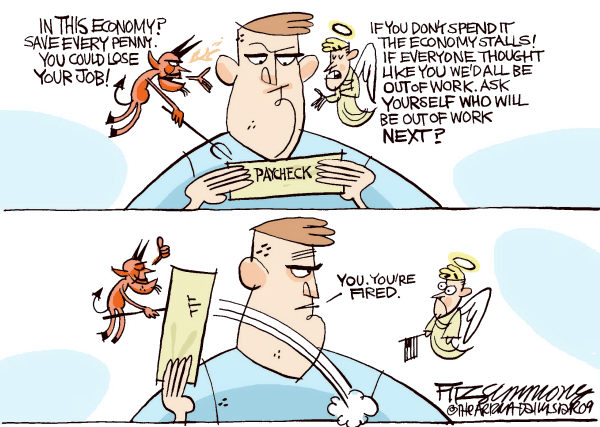 IN THIS ECONOMY?
SAVE EVERY PENNY.
YOU COULD LOSE
YOUR JOB!
IF YOU DON'T SPEND IT
THE ECONOMY STALLS!
IF EVERYONE THOUGHT
LIKE YOU WE'D ALL BE
OUT OF WORK. ASK
YOURSELF WHO WILL
BE OUT OF WORK
NEXT?
PAYCHECK
YOU. YOU'RE
FIRED.
FITZSIMMONS
©THE ARIZONA DAILY STAR 09